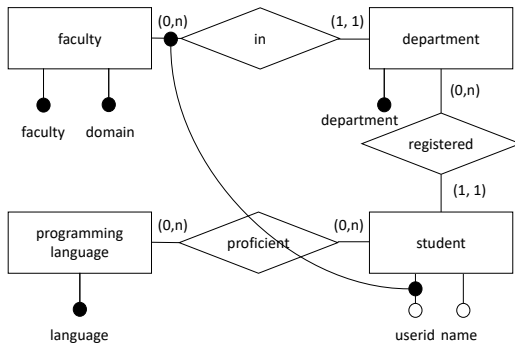 faculty
(0,n)
in
(1, 1)
department
faculty
domain
department
(0,n)
registered
(1, 1)
programming
language
(0,n)
proficient
(0,n)
student
language
userid name